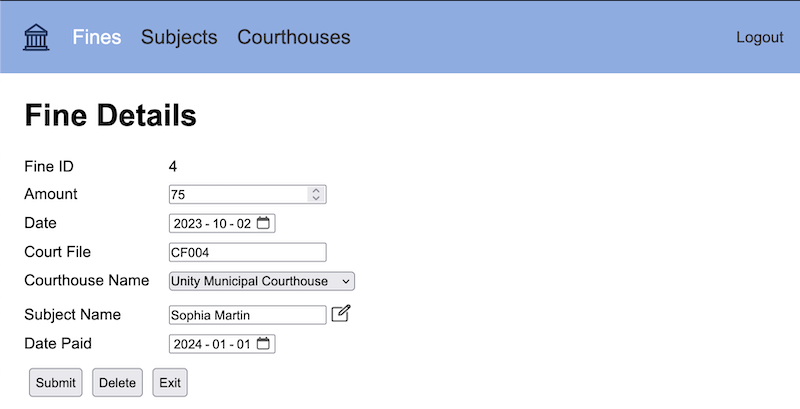 Fines Subjects Courthouses Logout
Fine Details
Fine ID 4
Amount 75
Date 2023 - 10 - 02
Court File CF004
Courthouse Name Unity Municipal Courthouse
Subject Name Sophia Martin
Date Paid 2024 - 01 - 01
Submit Delete Exit